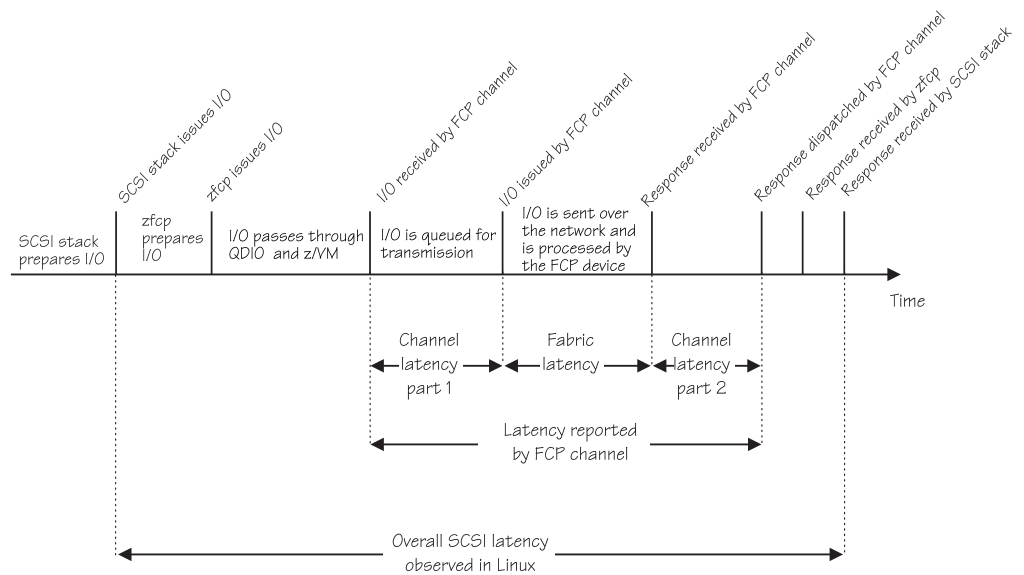 SCSI stack issues I/O
zfcp issues I/O
I/O received by FCP channel
I/O issued by FCP channel
Response received by FCP channel
Response dispatched by FCP channel
Response received by zfcp
Response received by SCSI stack
SCSI stack
prepares I/O
zfcp
prepares
I/O
I/O passes through
QDIO and z/VM
I/O is queued for
transmission
I/O is sent over
the network and
is processed by
the FCP device
Time
Channel
latency
part 1
Fabric
latency
Channel
latency
part 2
Latency reported
by FCP channel
Overall SCSI latency
observed in Linux